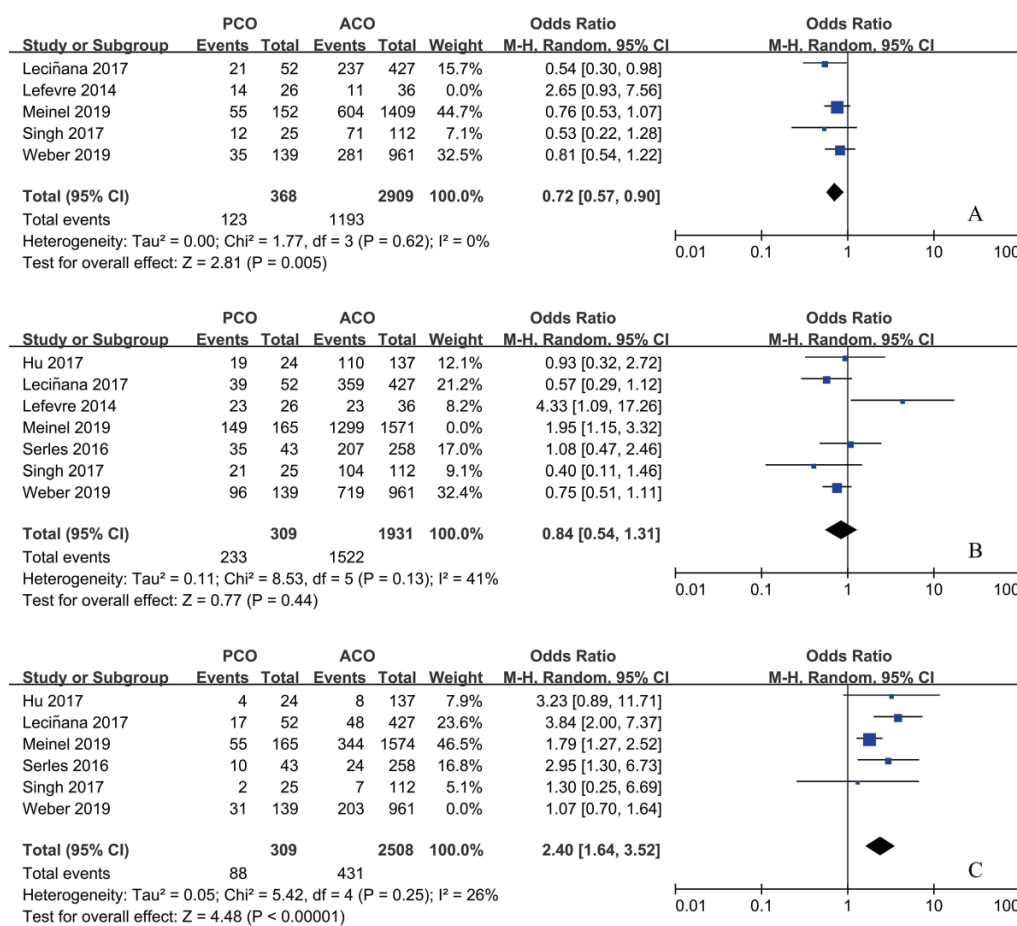 PCO ACO Odds Ratio Odds Ratio
Study or Subgroup Events Total Events Total Weight M-H, Random, 95% CI M-H, Random, 95% CI
Leciñana 2017 21 52 237 427 15.7% 0.54 [0.30, 0.98]
Lefevre 2014 14 26 11 36 0.0% 2.65 [0.93, 7.56]
Meinel 2019 55 152 604 1409 44.7% 0.76 [0.53, 1.07]
Singh 2017 12 25 71 112 7.1% 0.53 [0.22, 1.28]
Weber 2019 35 139 281 961 32.5% 0.81 [0.54, 1.22]
Total (95% CI) 368 2909 100.0% 0.72 [0.57, 0.90]
Total events 123 1193 A
Heterogeneity: Tau² = 0.00; Chi² = 1.77, df = 3 (P = 0.62); I² = 0%
0.01 0.1 1 10 100
Test for overall effect: Z = 2.81 (P = 0.005)
PCO ACO Odds Ratio Odds Ratio
Study or Subgroup Events Total Events Total Weight M-H, Random, 95% CI M-H, Random, 95% CI
Hu 2017 19 24 110 137 12.1% 0.93 [0.32, 2.72]
Leciñana 2017 39 52 359 427 21.2% 0.57 [0.29, 1.12]
Lefevre 2014 23 26 23 36 8.2% 4.33 [1.09, 17.26]
Meinel 2019 149 165 1299 1571 0.0% 1.95 [1.15, 3.32]
Serles 2016 35 43 207 258 17.0% 1.08 [0.47, 2.46]
Singh 2017 21 25 104 112 9.1% 0.40 [0.11, 1.46]
Weber 2019 96 139 719 961 32.4% 0.75 [0.51, 1.11]
Total (95% CI) 309 1931 100.0% 0.84 [0.54, 1.31]
Total events 233 1522 B
Heterogeneity: Tau² = 0.11; Chi² = 8.53, df = 5 (P = 0.13); I² = 41%
0.01 0.1 1 10 100
Test for overall effect: Z = 0.77 (P = 0.44)
PCO ACO Odds Ratio Odds Ratio
Study or Subgroup Events Total Events Total Weight M-H, Random, 95% CI M-H, Random, 95% CI
Hu 2017 4 24 8 137 7.9% 3.23 [0.89, 11.71]
Leciñana 2017 17 52 48 427 23.6% 3.84 [2.00, 7.37]
Meinel 2019 55 165 344 1574 46.5% 1.79 [1.27, 2.52]
Serles 2016 10 43 24 258 16.8% 2.95 [1.30, 6.73]
Singh 2017 2 25 7 112 5.1% 1.30 [0.25, 6.69]
Weber 2019 31 139 203 961 0.0% 1.07 [0.70, 1.64]
Total (95% CI) 309 2508 100.0% 2.40 [1.64, 3.52]
Total events 88 431 C
Heterogeneity: Tau² = 0.05; Chi² = 5.42, df = 4 (P = 0.25); I² = 26%
0.01 0.1 1 10 100
Test for overall effect: Z = 4.48 (P < 0.00001)